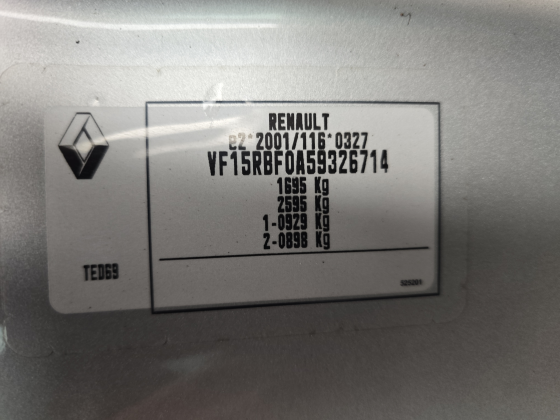 RENAULT
e2*2001/116*0327
VF15RBF0A59326714
1695 Kg
2595 Kg
1-0929 Kg
2-0898 Kg
TED69